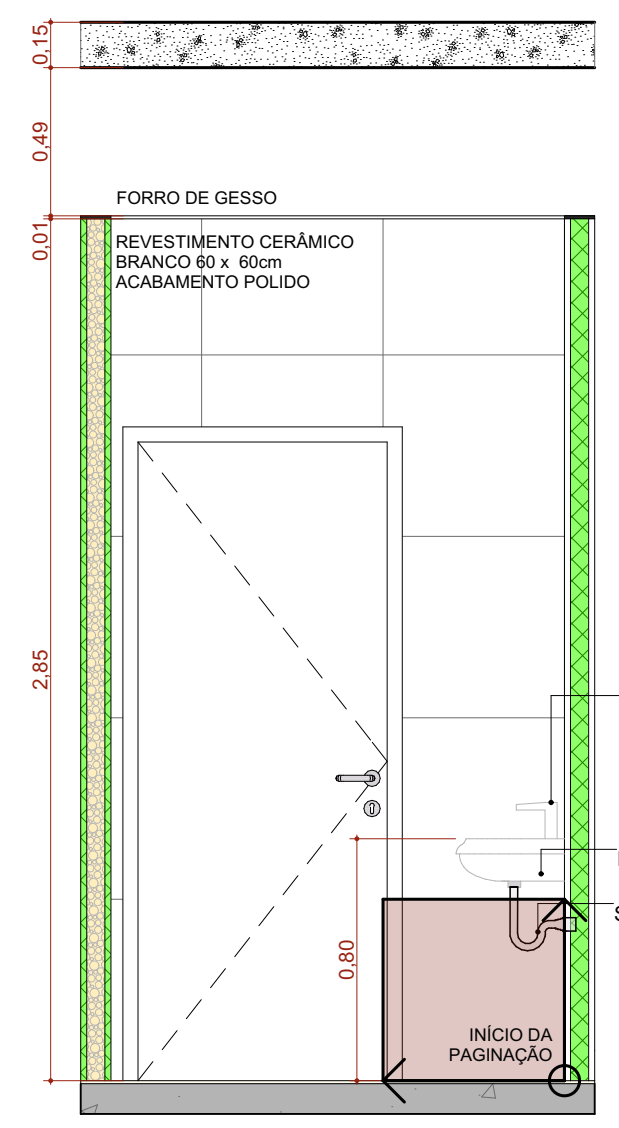 0,15
0,49
FORRO DE GESSO
0,01
REVESTIMENTO CERÂMICO
BRANCO 60 x 60cm
ACABAMENTO POLIDO
2,85
0,80
INÍCIO DA
PAGINAÇÃO